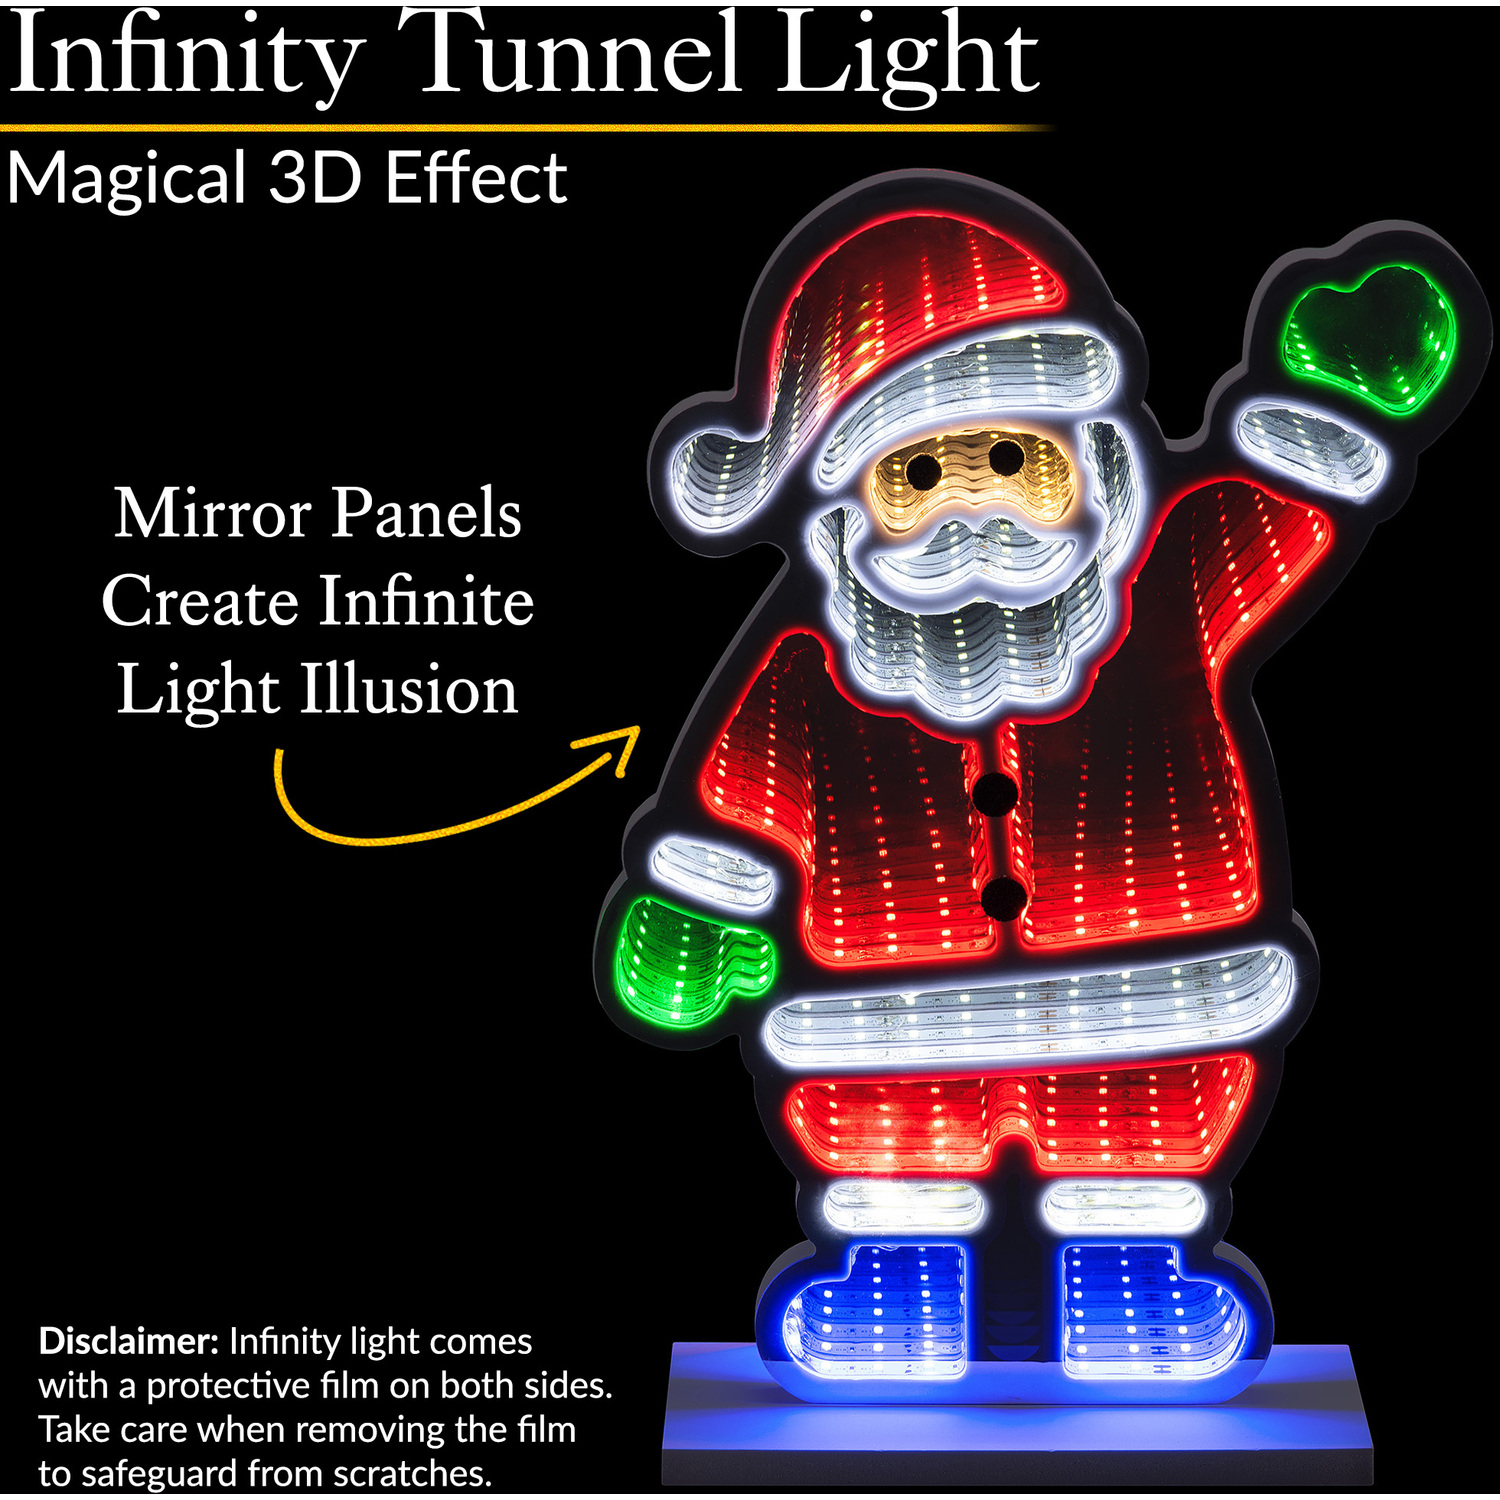 Infinity Tunnel Light
Magical 3D Effect
Mirror Panels
Create Infinite
Light Illusion
Disclaimer: Infinity light comes
with a protective film on both sides.
Take care when removing the film
to safeguard from scratches.